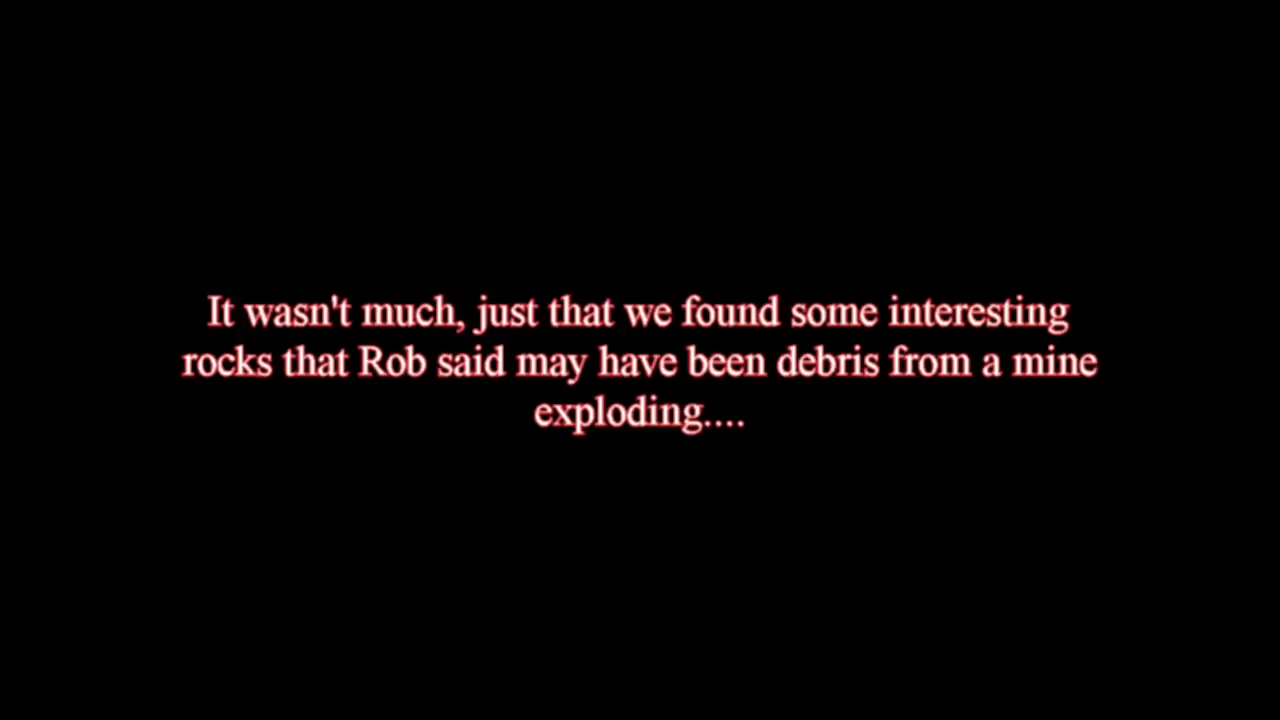 It wasn't much, just that we found some interesting
rocks that Rob said may have been debris from a mine
exploding....